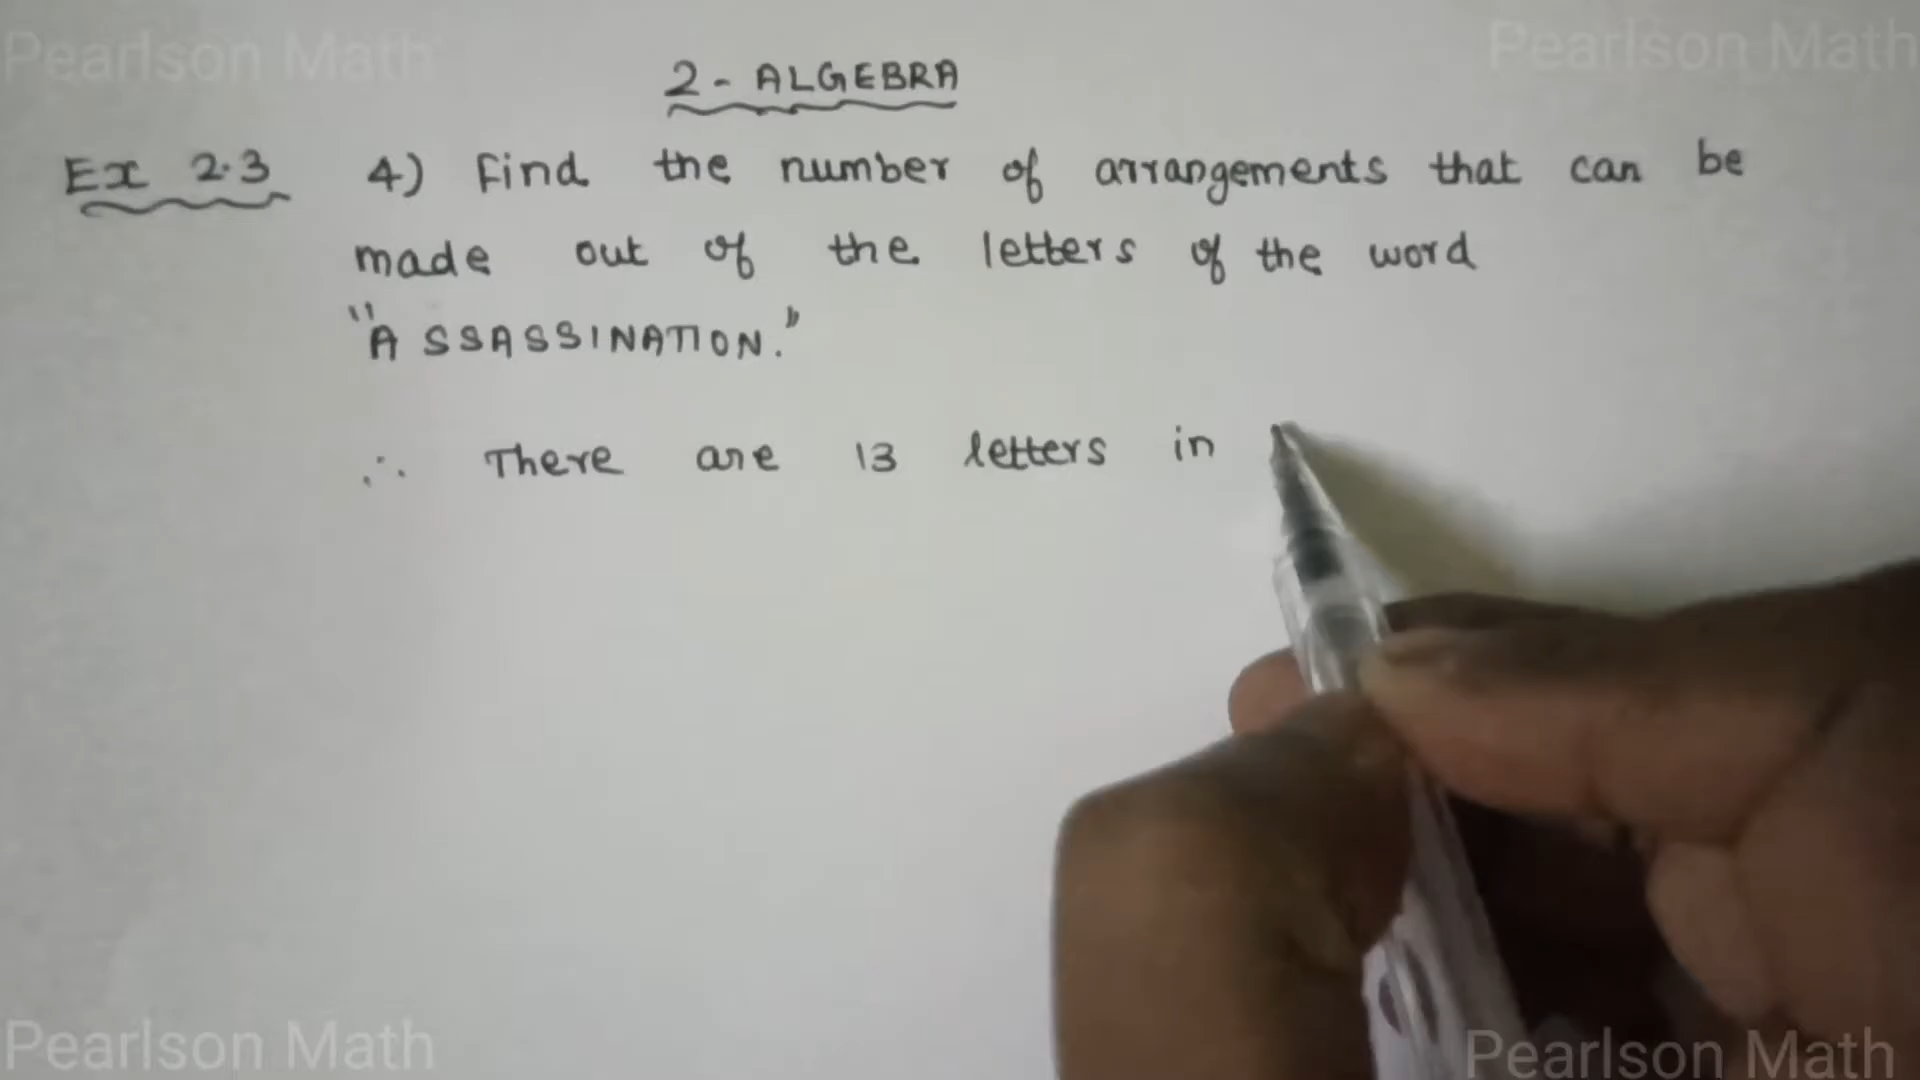 Pearlson Math
Pearlson Math
2 - ALGEBRA
Ex 2.3 4) Find the number of arrangements that can be
made out of the letters of the word
"ASSASSINATION."
∴ There are 13 letters in
Pearlson Math
Pearlson Math